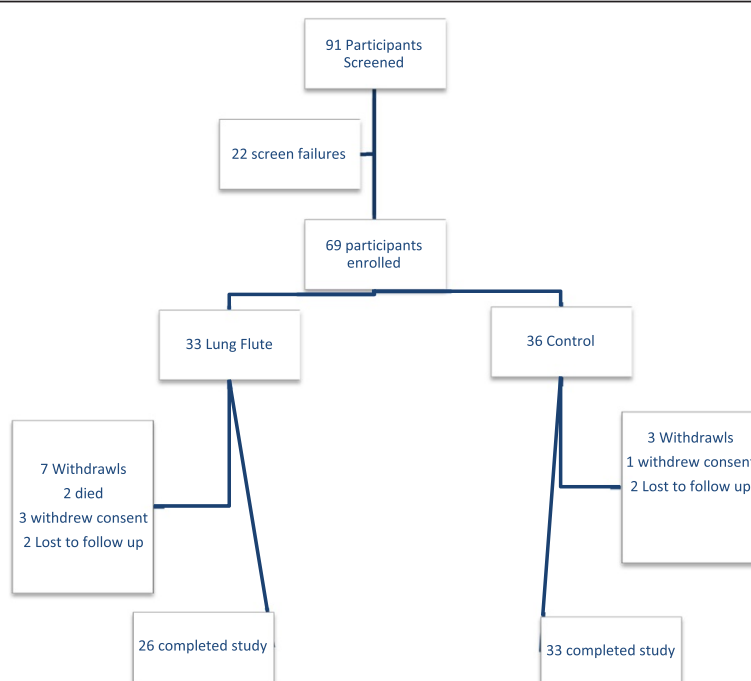 91 Participants
Screened
22 screen failures
69 participants
enrolled
33 Lung Flute
36 Control
7 Withdrawls
2 died
3 withdrew consent
2 Lost to follow up
3 Withdrawls
1 withdrew consent
2 Lost to follow up
26 completed study
33 completed study